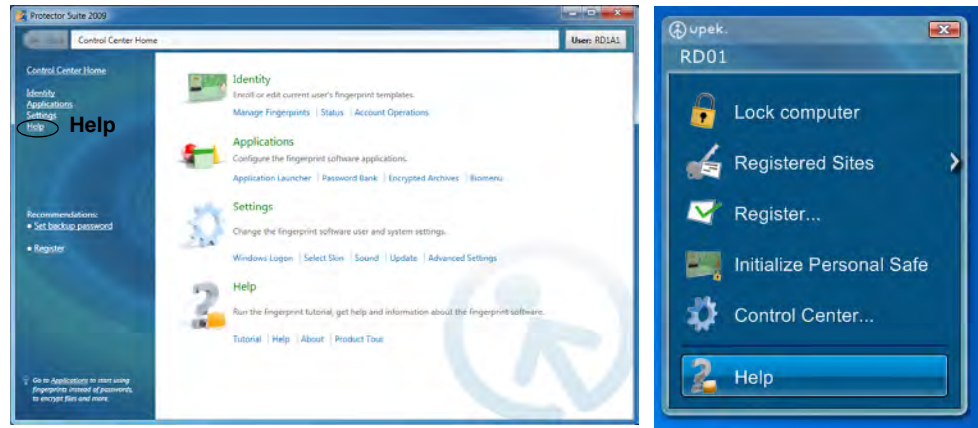 Protector Suite 2009
Control Center Home
User: RD1A1
Control Center Home
Identity
Applications
Settings
Help
Help
Recommendations:
• Set backup password
• Register
Go to Applications to start using
fingerprints instead of passwords,
to encrypt files and more.
Identity
Enroll or edit current user's fingerprint templates.
Manage Fingerprints | Status | Account Operations
Applications
Configure the fingerprint software applications.
Application Launcher | Password Bank | Encrypted Archives | Biomenu
Settings
Change the fingerprint software user and system settings.
Windows Logon | Select Skin | Sound | Update | Advanced Settings
Help
Run the fingerprint tutorial, get help and information about the fingerprint software.
Tutorial | Help | About | Product Tour
upek.
RD01
Lock computer
Registered Sites
Register...
Initialize Personal Safe
Control Center...
Help